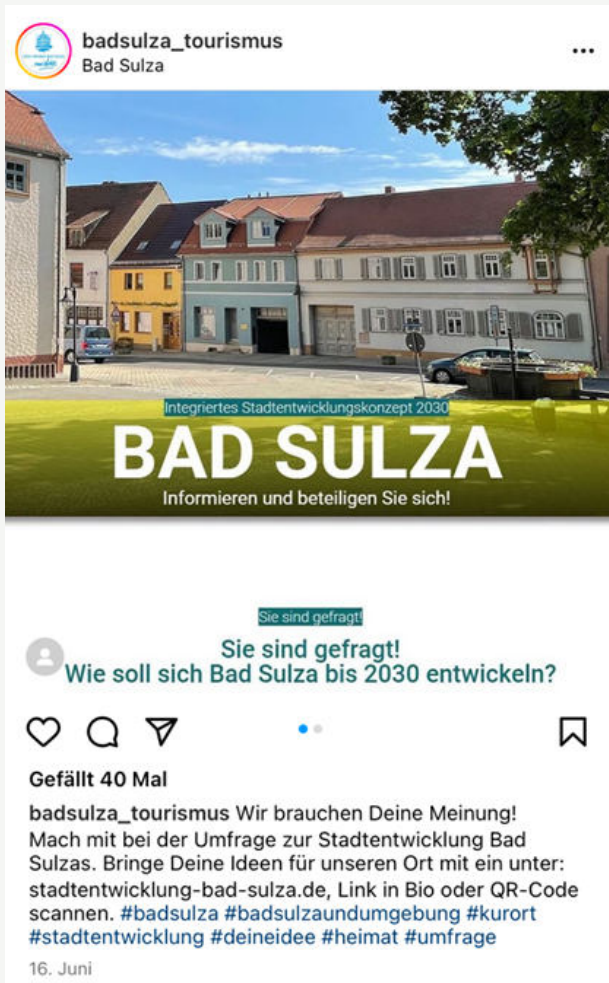 badsulza_tourismus
Bad Sulza
Integriertes Stadtentwicklungskonzept 2030
BAD SULZA
Informieren und beteiligen Sie sich!
Sie sind gefragt!
Sie sind gefragt!
Wie soll sich Bad Sulza bis 2030 entwickeln?
Gefällt 40 Mal
badsulza_tourismus Wir brauchen Deine Meinung!
Mach mit bei der Umfrage zur Stadtentwicklung Bad
Sulzas. Bringe Deine Ideen für unseren Ort mit ein unter:
stadtentwicklung-bad-sulza.de, Link in Bio oder QR-Code
scannen. #badsulza #badsulzaundumgebung #kurort
#stadtentwicklung #deineidee #heimat #umfrage
16. Juni